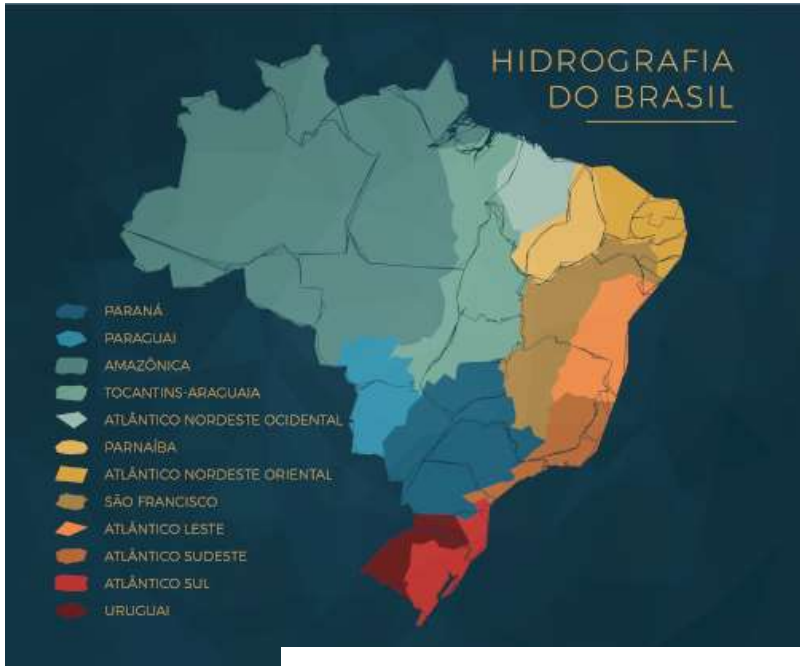 HIDROGRAFIA
DO BRASIL
PARANÁ
PARAGUAI
AMAZÔNICA
TOCANTINS-ARAGUAIA
ATLÂNTICO NORDESTE OCIDENTAL
PARNAÍBA
ATLÂNTICO NORDESTE ORIENTAL
SÃO FRANCISCO
ATLÂNTICO LESTE
ATLÂNTICO SUDESTE
ATLÂNTICO SUL
URUGUAI